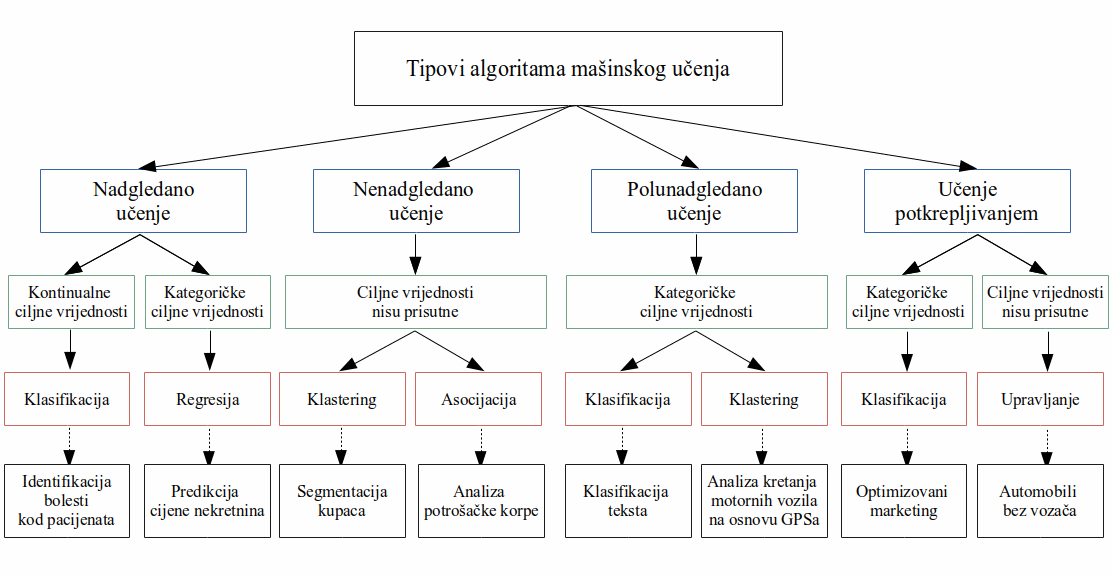 Tipovi algoritama mašinskog učenja
Nadgledano
učenje
Nenadgledano
učenje
Polunadgledano
učenje
Učenje
potkrepljivanjem
Kontinualne
ciljne vrijednosti
Kategoričke
ciljne vrijednosti
Ciljne vrijednosti
nisu prisutne
Kategoričke
ciljne vrijednosti
Kategoričke
ciljne vrijednosti
Ciljne vrijednosti
nisu prisutne
Klasifikacija
Regresija
Klastering
Asocijacija
Klasifikacija
Klastering
Klasifikacija
Upravljanje
Identifikacija
bolesti
kod pacijenata
Predikcija
cijene nekretnina
Segmentacija
kupaca
Analiza
potrošačke korpe
Klasifikacija
teksta
Analiza kretanja
motornih vozila
na osnovu GPSa
Optimizovani
marketing
Automobili
bez vozača